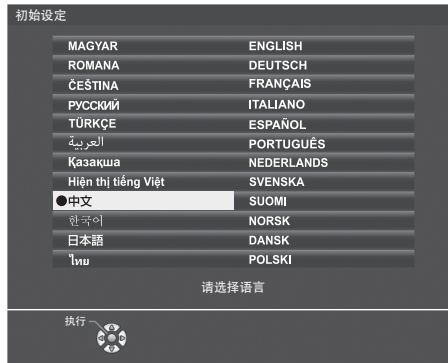 初始设定
MAGYAR ENGLISH
ROMANA DEUTSCH
ČEŠTINA FRANÇAIS
РУССКИЙ ITALIANO
TÜRKÇE ESPAÑOL
العربية PORTUGUÊS
Қазақша NEDERLANDS
Hiện thị tiếng Việt SVENSKA
●中文 SUOMI
한국어 NORSK
日本語 DANSK
ไทย POLSKI
请选择语言
执行